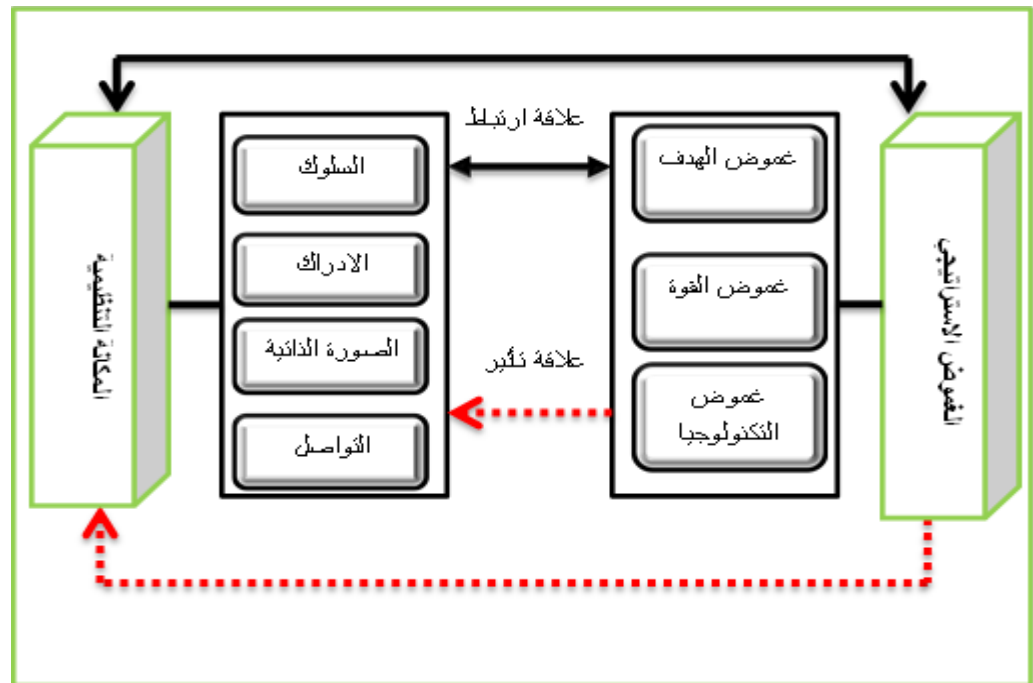 الغموض الاستراتيجي
غموض الهدف
غموض القوة
غموض
التكنولوجيا
علاقة ارتباط
علاقة تأثير
السلوك
الادراك
الصورة الذاتية
التواصل
المكانة التنظيمية